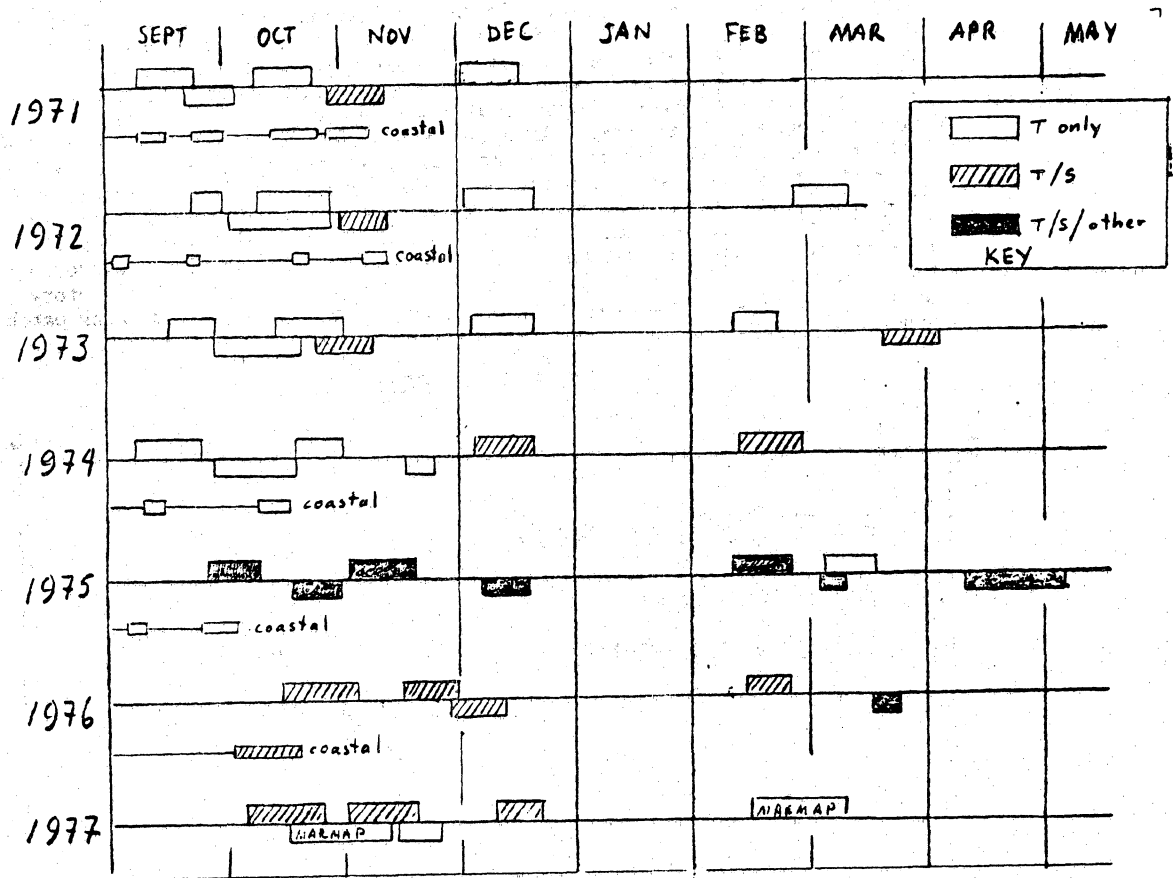 SEPT OCT NOV DEC JAN FEB MAR APR MAY
1971
coastal
T only
T/S
T/S/other
KEY
1972
coastal
1973
1974
coastal
1975
coastal
1976
coastal
1977
MARMAP
MARMAP